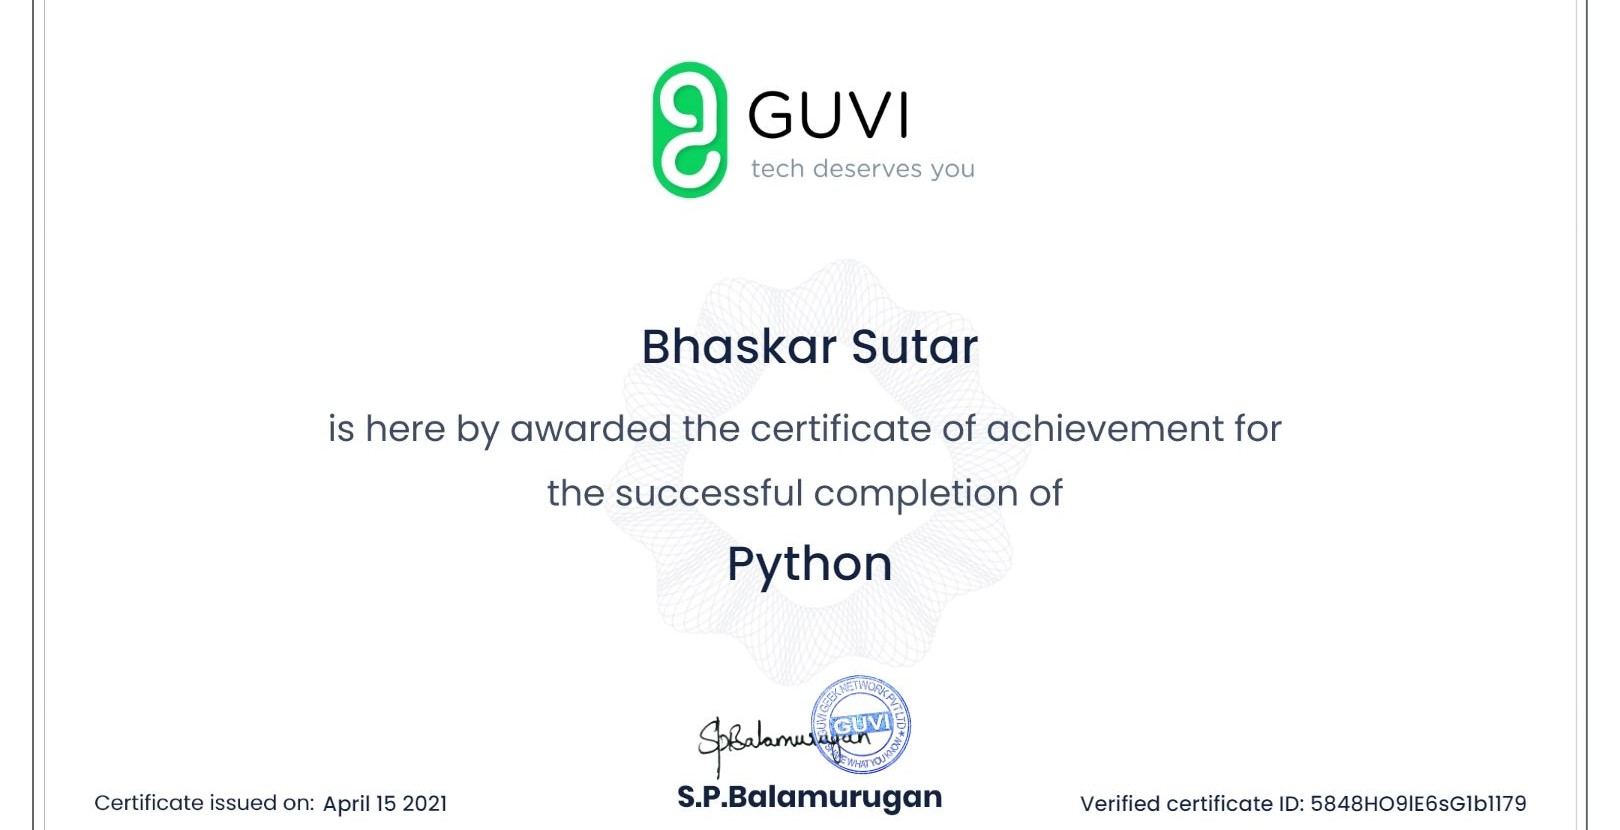 GUVI
tech deserves you
Bhaskar Sutar
is here by awarded the certificate of achievement for
the successful completion of
Python
GUVI GEEK NETWORK PVT LTD
GUVI
WHAT YOU KNOW
SpBalamurugan
S.P.Balamurugan
Certificate issued on: April 15 2021
Verified certificate ID: 5848HO9lE6sG1b1179